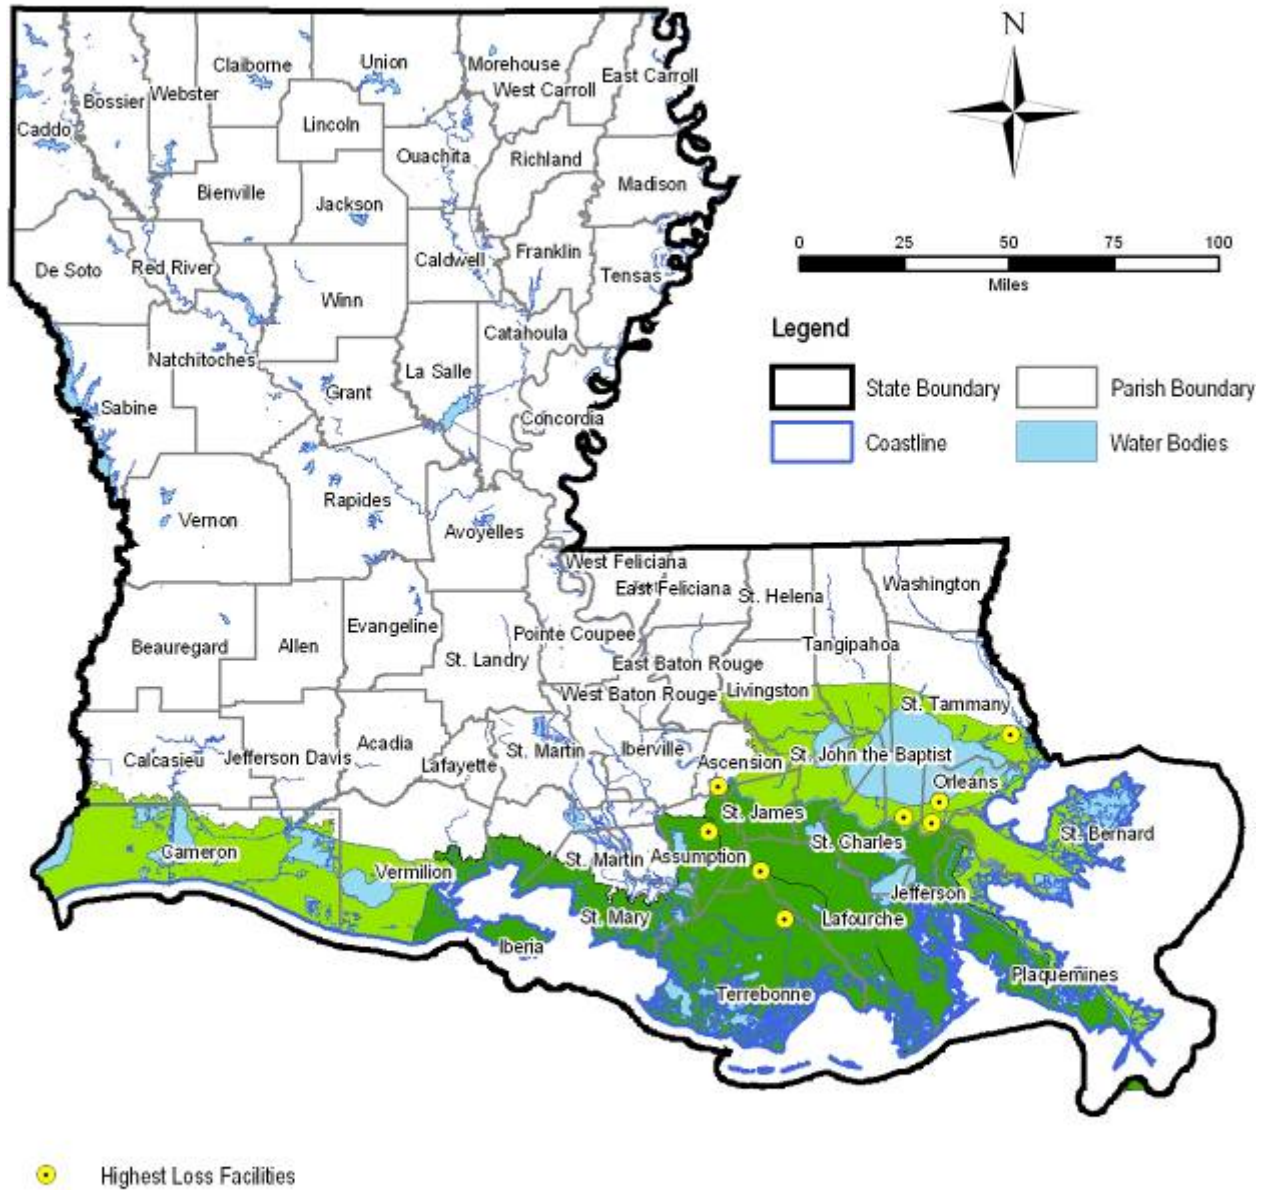 N
Claiborne
Union
Morehouse
East Carroll
West Carroll
Webster
Bossier
Caddo
Lincoln
Ouachita
Richland
Madison
Bienville
Jackson
Franklin
Caldwell
Tensas
De Soto
Red River
Winn
0 25 50 75 100
Miles
Catahoula
Natchitoches
La Salle
Grant
Sabine
Concordia
Legend
State Boundary
Parish Boundary
Coastline
Water Bodies
Rapides
Vernon
Avoyelles
West Feliciana
East Feliciana
St. Helena
Washington
Beauregard
Allen
Evangeline
Pointe Coupee
Tangipahoa
St. Landry
East Baton Rouge
West Baton Rouge
Livingston
St. Tammany
Calcasieu
Jefferson Davis
Acadia
Lafayette
St. Martin
Iberville
Ascension
St. John the Baptist
Orleans
St. James
St. Charles
St. Bernard
Cameron
Vermilion
St. Martin
Assumption
Jefferson
St. Mary
Lafourche
Iberia
Terrebonne
Plaquemines
Highest Loss Facilities